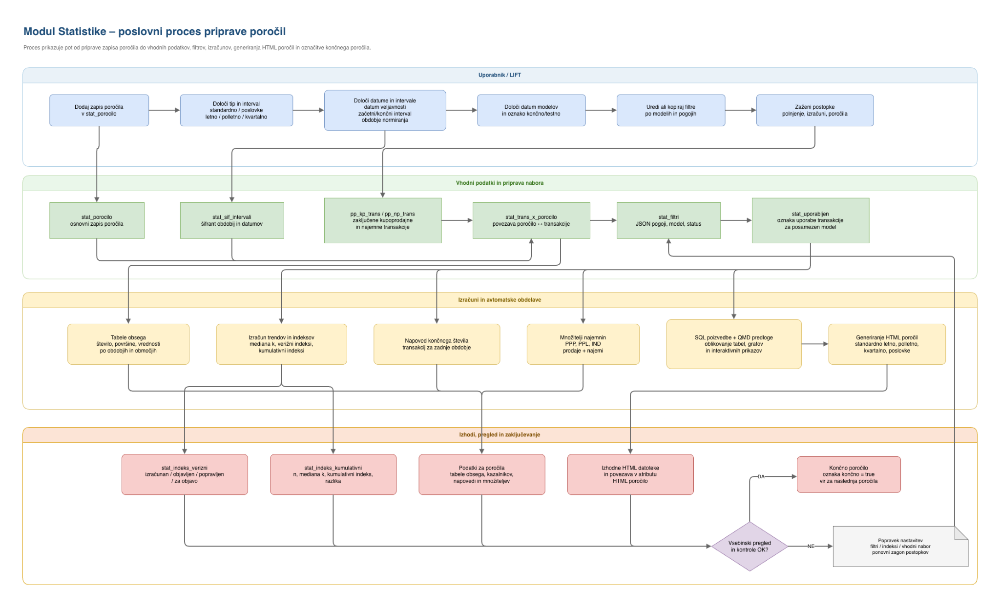 Modul Statistike – poslovni proces priprave poročil
Proces prikazuje pot od priprave zapisa poročila do vhodnih podatkov, filtrov, izračunov, generiranja HTML poročil in označitve končnega poročila.
Uporabnik / LIFT
Dodaj zapis poročila
v stat_porocilo
Določi tip in interval
standardno / poslovke
letno / polletno / kvartalno
Določi datume in intervale
datum veljavnosti
začetni/končni interval
obdobje normiranja
Določi datum modelov
in oznako končno/testno
Uredi ali kopiraj filtre
po modelih in pogojih
Zaženi postopke
polnjenje, izračuni, poročila
Vhodni podatki in priprava nabora
stat_porocilo
osnovni zapis poročila
stat_sif_intervali
šifrant obdobij in datumov
pp_kp_trans / pp_np_trans
zaključene kupoprodajne
in najemne transakcije
stat_trans_x_porocilo
povezava poročilo ↔ transakcije
stat_filtri
JSON pogoji, model, status
stat_uporabljen
oznaka uporabe transakcije
za posamezen model
Izračuni in avtomatske obdelave
Tabele obsega
število, površine, vrednosti
po obdobjih in območjih
Izračun trendov in indeksov
mediana k, verižni indeksi,
kumulativni indeksi
Napoved končnega števila
transakcij za zadnje obdobje
Množitelji najemnin
PPP, PPL, IND
prodaje + najemi
SQL poizvedbe + QMD predloge
oblikovanje tabel, grafov
in interaktivnih prikazov
Generiranje HTML poročil
standardno letno, polletno,
kvartalno, poslovke
Izhodi, pregled in zaključevanje
stat_indeks_verizni
izračunan / objavljen / popravljen
/ za objavo
stat_indeks_kumulativni
n, mediana k, kumulativni indeks,
razlika
Podatki za poročila
tabele obsega, kazalnikov,
napovedi in množiteljev
Izhodne HTML datoteke
in povezava v atributu
HTML poročilo
DA
Končno poročilo
oznaka končno = true
vir za naslednja poročila
Vsebinski pregled
in kontrole OK?
NE
Popravek nastavitev
filtri / indeksi / vhodni nabor
ponovni zagon postopkov